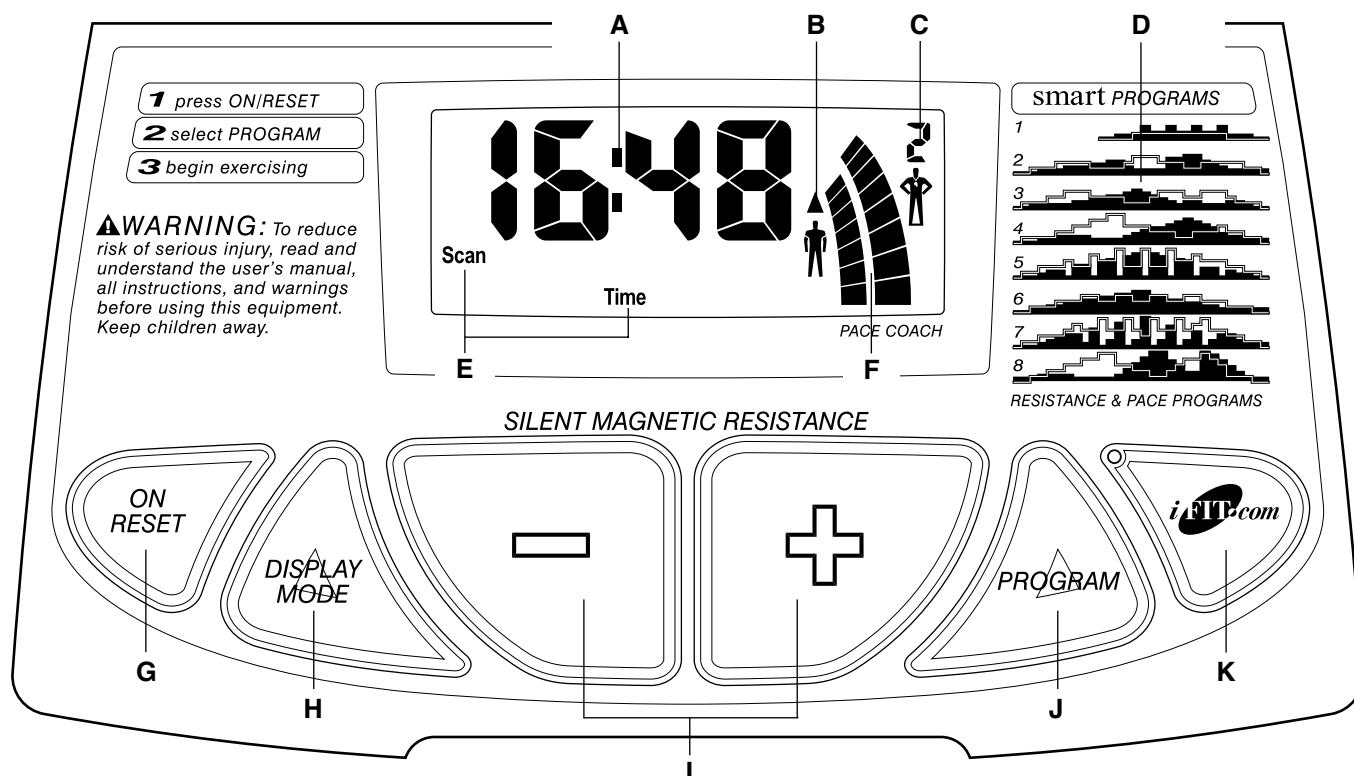 A B C D
1 press ON/RESET
2 select PROGRAM
3 begin exercising
WARNING: To reduce
risk of serious injury, read and
understand the user's manual,
all instructions, and warnings
before using this equipment.
Keep children away.
16:48
2
Scan
Time
PACE COACH
E
F
smart PROGRAMS
1
2
3
4
5
6
7
8
RESISTANCE & PACE PROGRAMS
SILENT MAGNETIC RESISTANCE
ON
RESET
DISPLAY
MODE
PROGRAM
iFIT.com
G
H
I
J
K